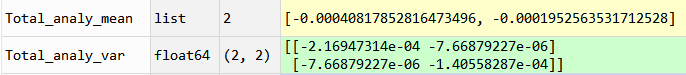 Total_analy_mean list 2 [-0.00040817852816473496, -0.0001952563531712528]
Total_analy_var float64 (2, 2) [[-2.16947314e-04 -7.66879227e-06]
[-7.66879227e-06 -1.40558287e-04]]